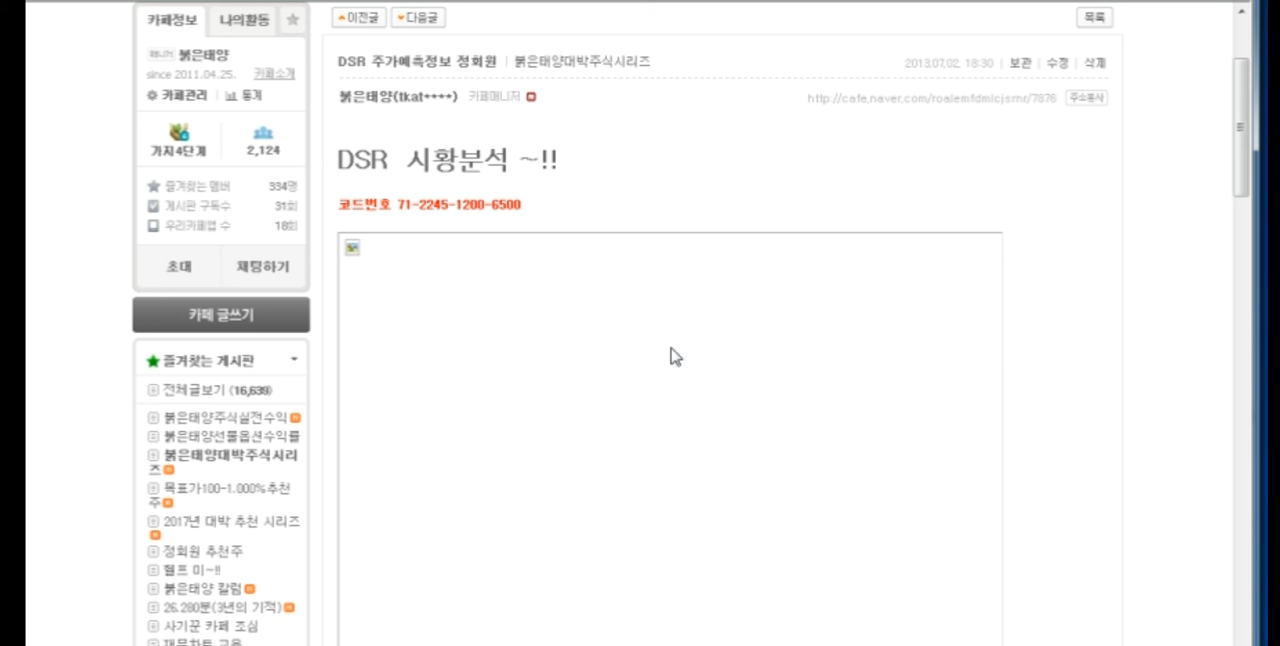 카페정보 나의활동
매니저 붉은태양
since 2011.04.25. 카페소개
카페관리 통계
가지4단계 2,124
즐겨찾는 멤버 334명
게시판 구독수 31회
우리카페앱 수 18회
초대 채팅하기
카페 글쓰기
즐겨찾는 게시판
전체글보기 (16,639)
붉은태양주식실전수익
붉은태양선물옵션수익률
붉은태양대박주식시리
즈
목표가100-1.000%추천
주
2017년 대박 추천 시리즈
정회원 추천주
헬프 미~!!
붉은태양 칼럼
26.280분(3년의 기적)
사기꾼 카페 조심
재무차트 교육
이전글 다음글 목록
DSR 주가예측정보 정회원 | 붉은태양대박주식시리즈 2013.07.02. 18:30 | 보관 | 수정 | 삭제
붉은태양(tkat****) 카페매니저 http://cafe.naver.com/roalemfdmlcjsrnr/7876 주소복사
DSR 시황분석 ~!!
코드번호 71-2245-1200-6500